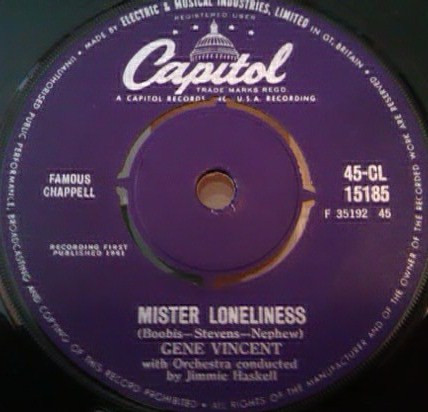 MADE BY ELECTRIC & MUSICAL INDUSTRIES, LIMITED IN GT. BRITAIN • ALL RIGHTS OF THE MANUFACTURER AND OF THE OWNER OF THE RECORDED WORK ARE RESERVED • UNAUTHORISED PUBLIC PERFORMANCE, BROADCASTING AND COPYING OF THIS RECORD PROHIBITED •
REGISTERED USER
Capitol
TRADE MARKS REGD.
A CAPITOL RECORDS INC. U.S.A. RECORDING
FAMOUS
CHAPPELL
45-CL
15185
F 35192 45
RECORDING FIRST
PUBLISHED 1961
MISTER LONELINESS
(Boobis—Stevens—Nephew)
GENE VINCENT
with Orchestra conducted
by Jimmie Haskell